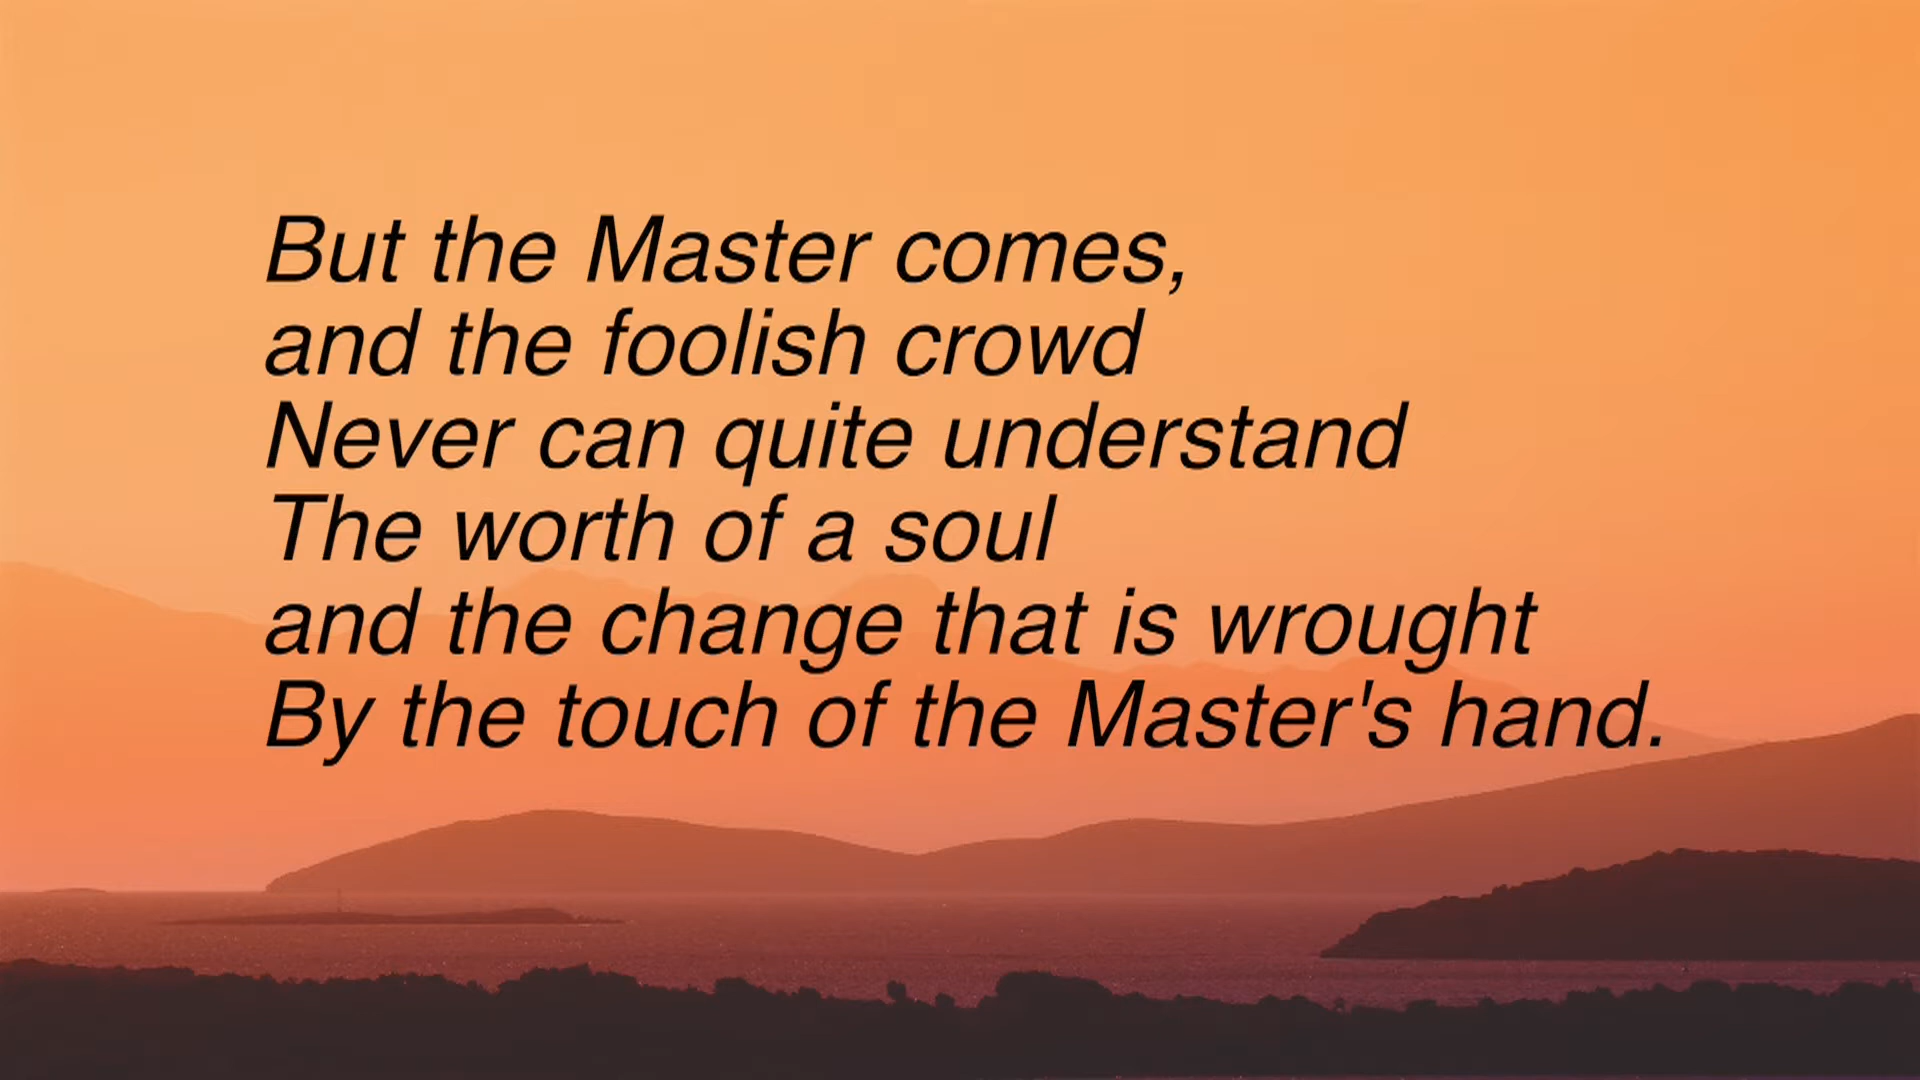 But the Master comes,
and the foolish crowd
Never can quite understand
The worth of a soul
and the change that is wrought
By the touch of the Master's hand.